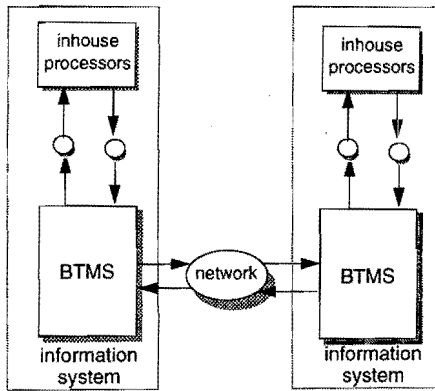 inhouse
processors
inhouse
processors
BTMS
network
BTMS
information
system
information
system